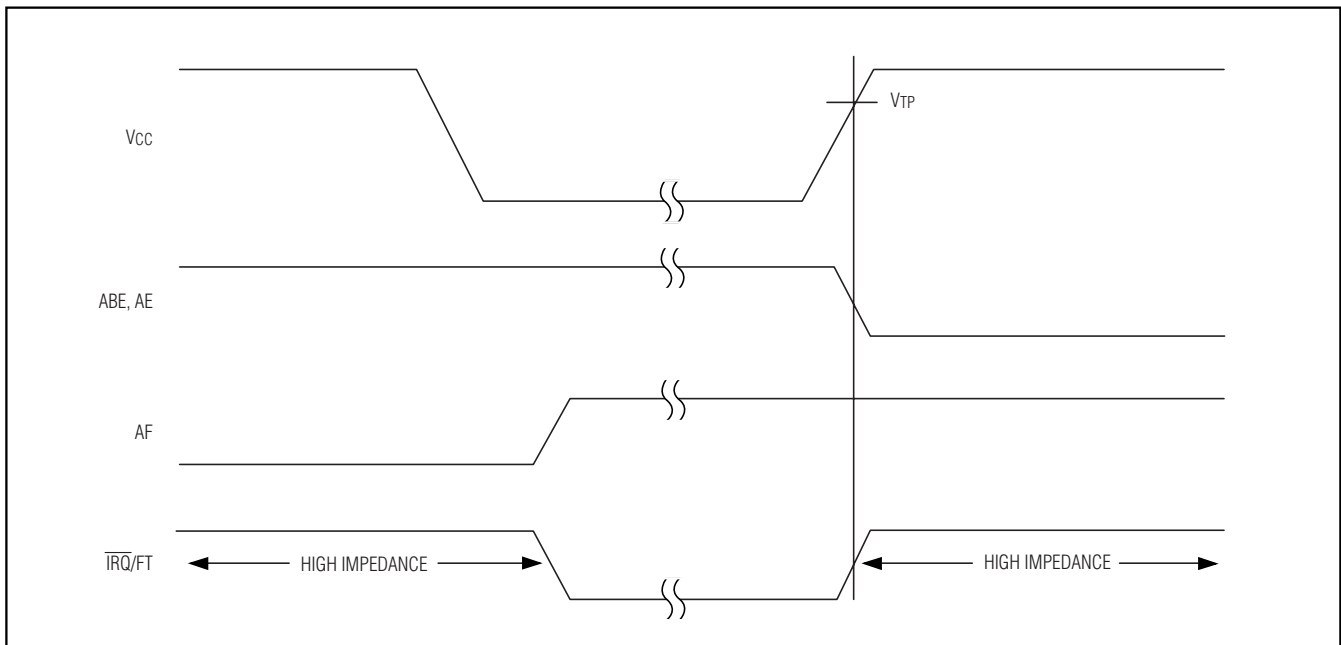 VCC
VTP
ABE, AE
AF
IRQ/FT
HIGH IMPEDANCE
HIGH IMPEDANCE